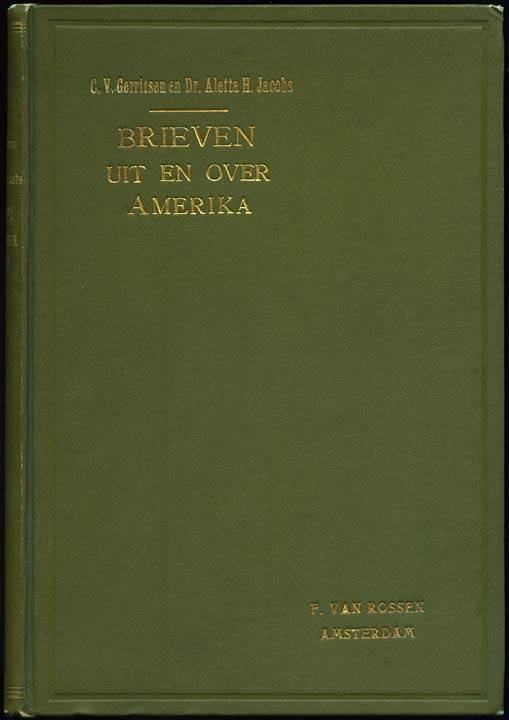 C. V. Gerritsen en Dr. Aletta H. Jacobs
BRIEVEN
UIT EN OVER
AMERIKA
F. VAN ROSSEN
AMSTERDAM